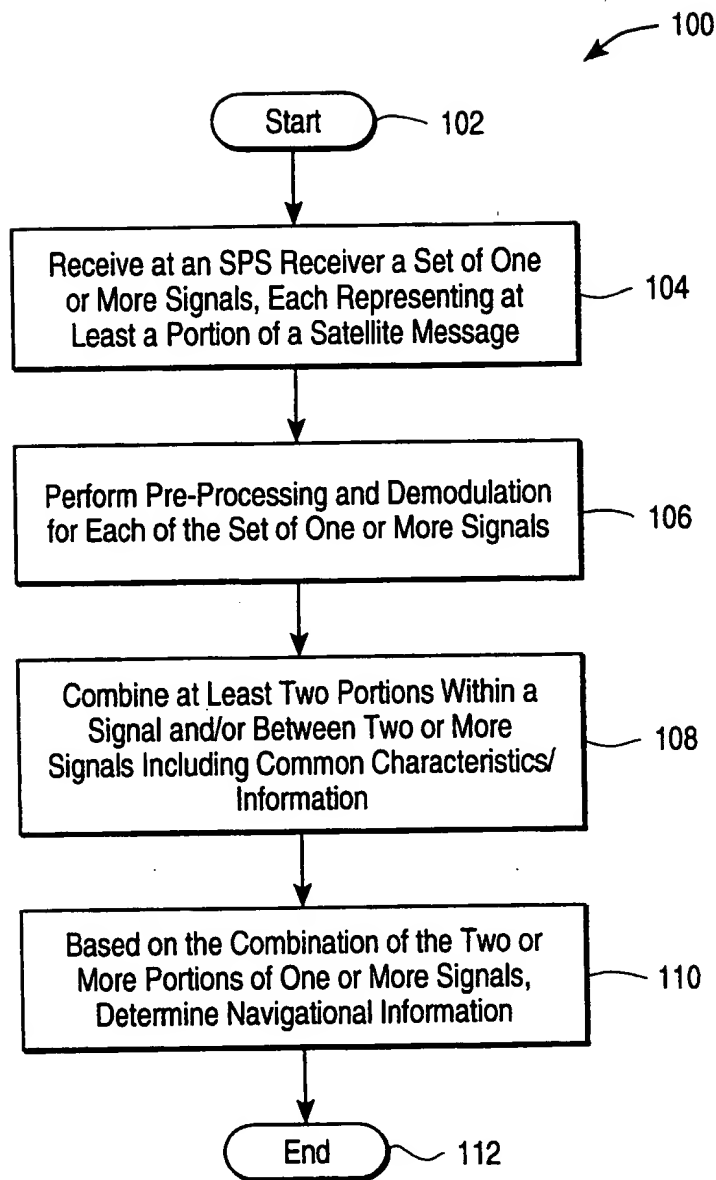 100
Start
102
Receive at an SPS Receiver a Set of One
or More Signals, Each Representing at
Least a Portion of a Satellite Message
104
Perform Pre-Processing and Demodulation
for Each of the Set of One or More Signals
106
Combine at Least Two Portions Within a
Signal and/or Between Two or More
Signals Including Common Characteristics/
Information
108
Based on the Combination of the Two or
More Portions of One or More Signals,
Determine Navigational Information
110
End
112